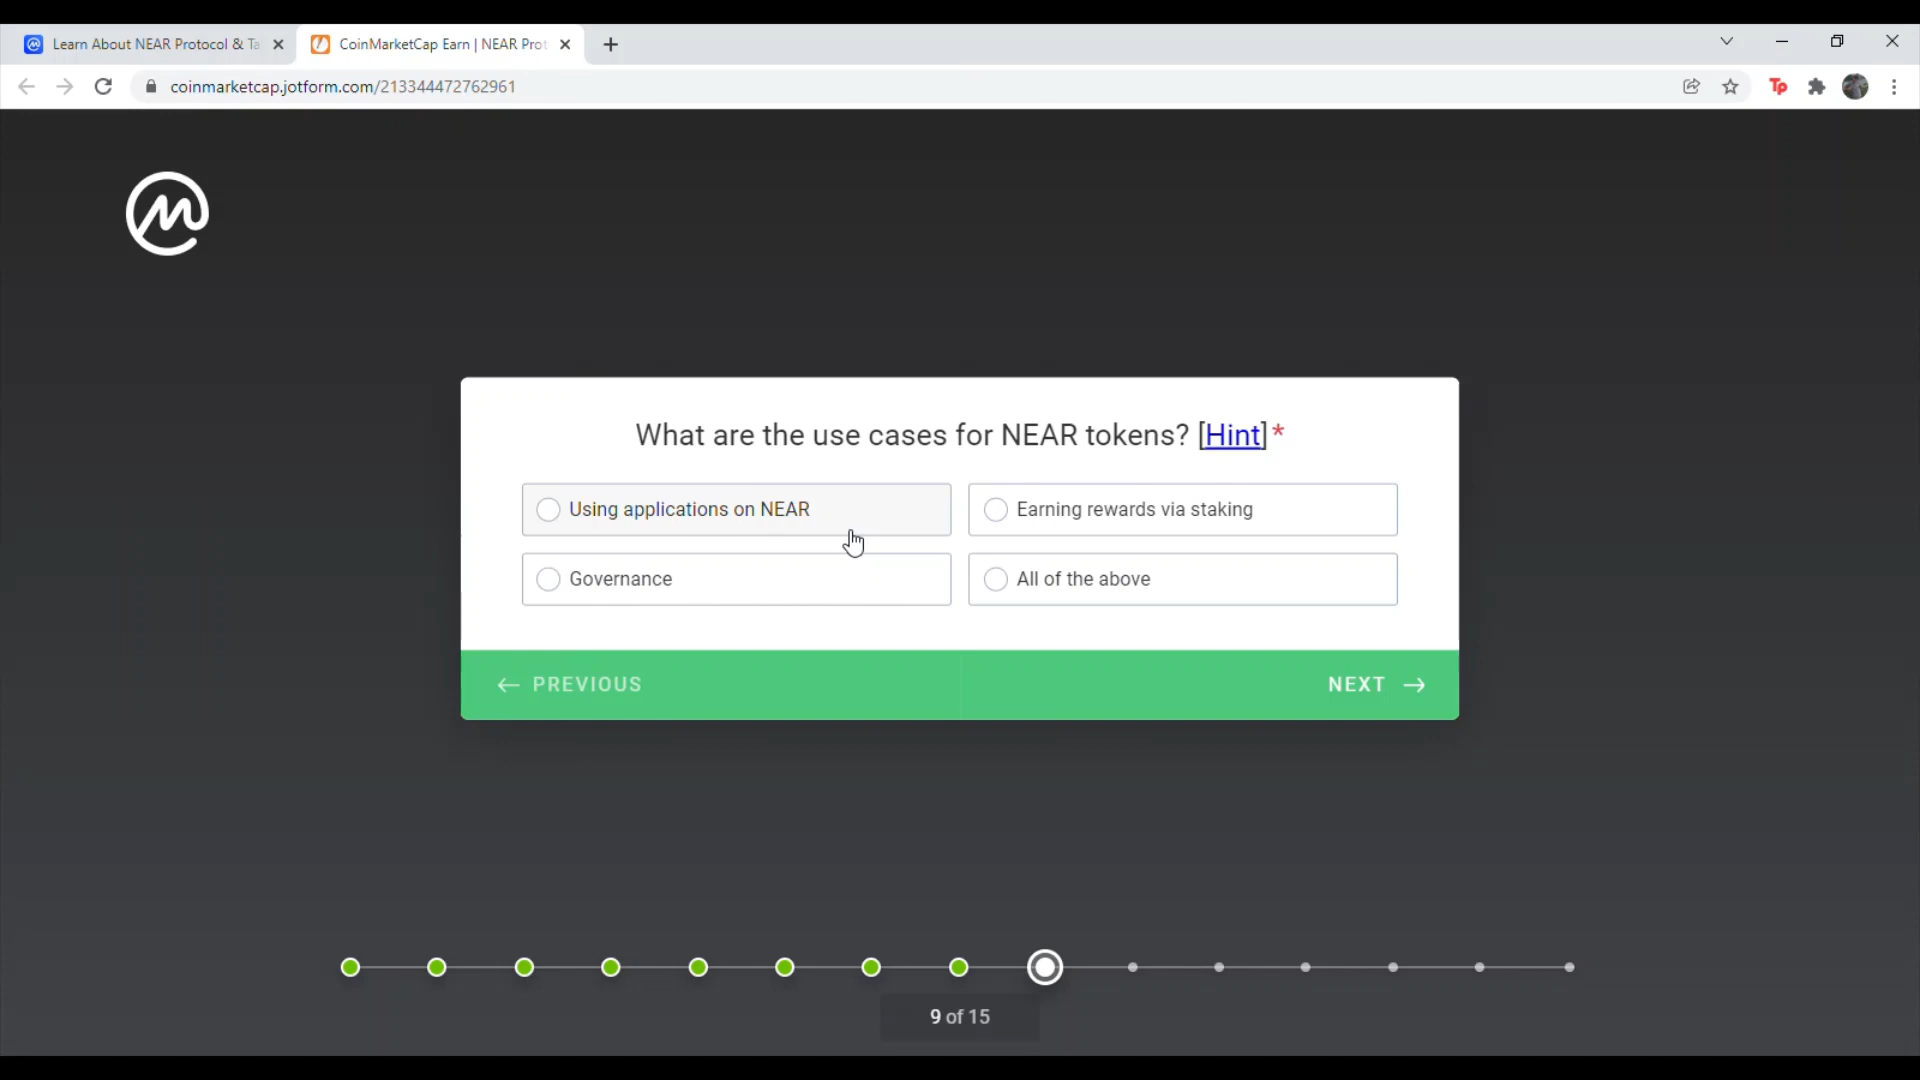 Learn About NEAR Protocol & Ta
CoinMarketCap Earn | NEAR Prot
coinmarketcap.jotform.com/213344472762961
Tp
What are the use cases for NEAR tokens? [Hint]*
Using applications on NEAR
Earning rewards via staking
Governance
All of the above
← PREVIOUS
NEXT →
9 of 15